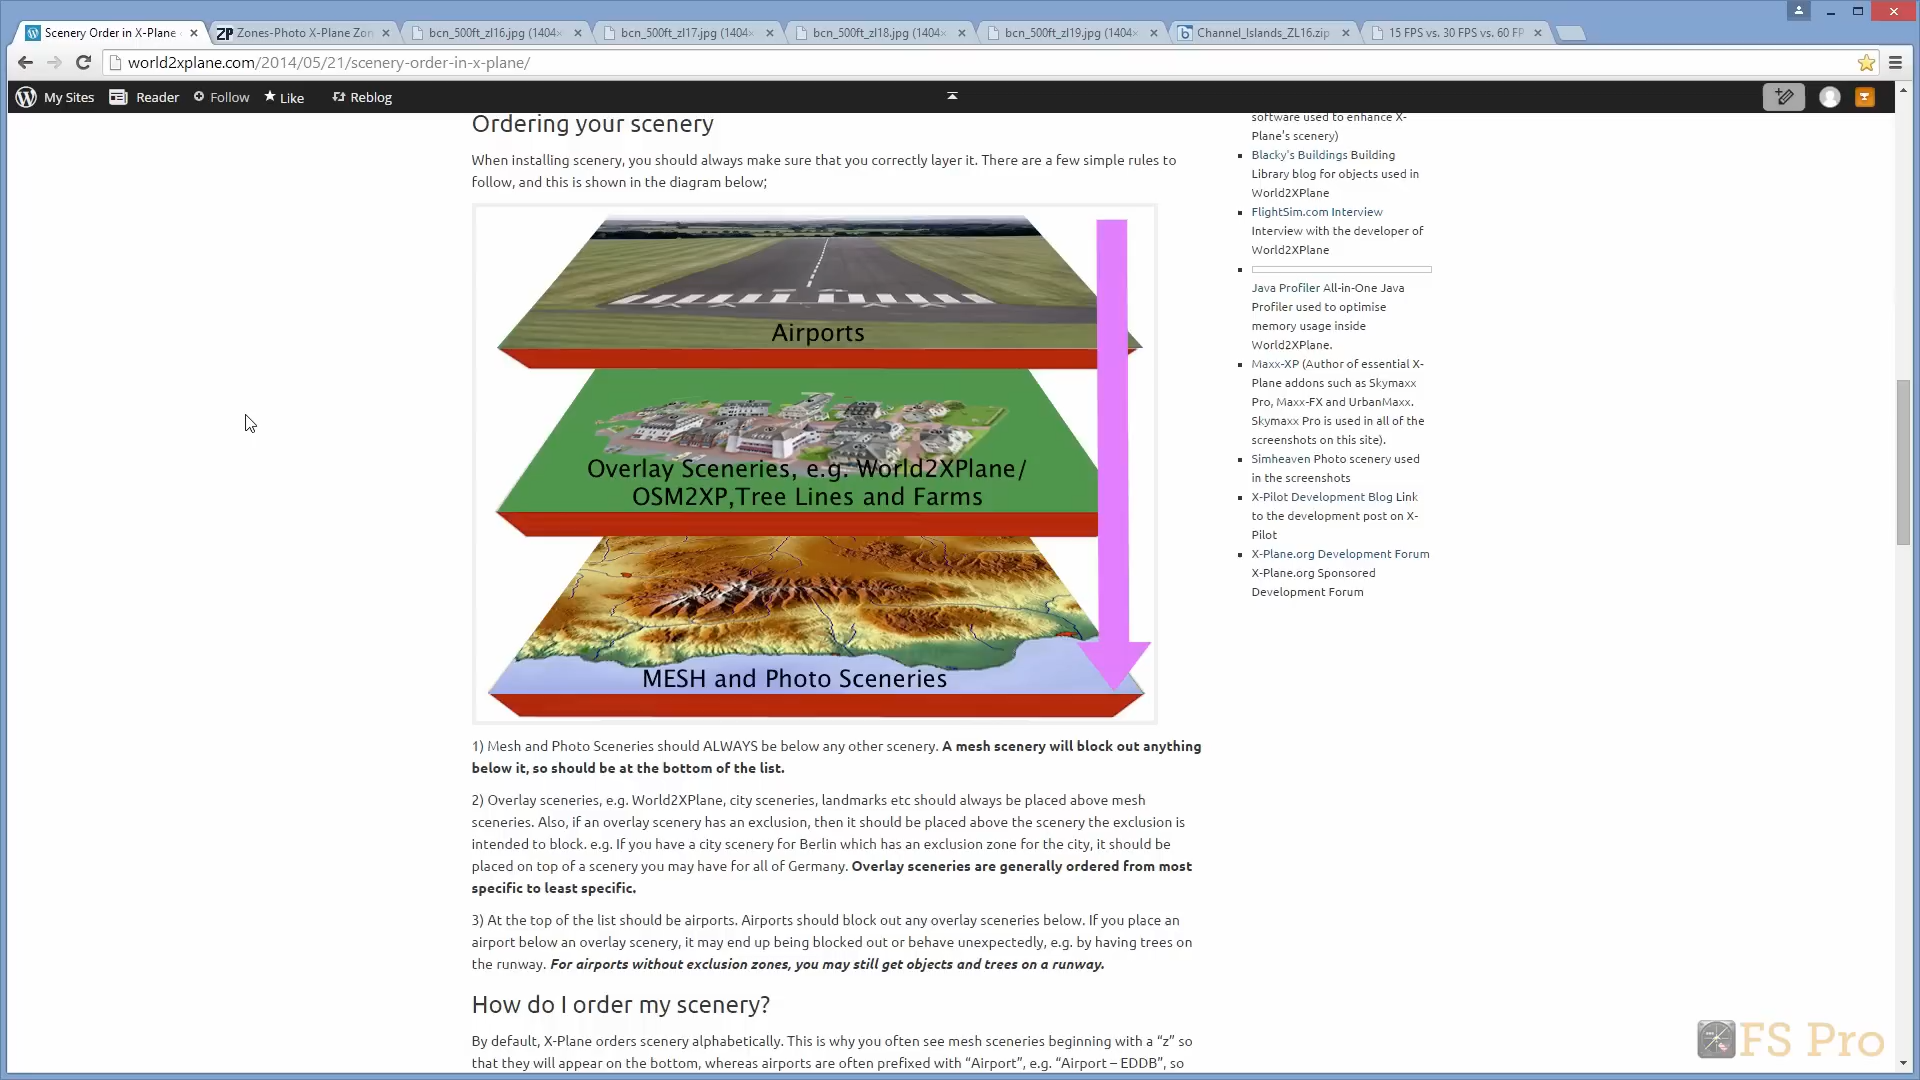 Scenery Order in X-Plane
Zones-Photo X-Plane Zon
bcn_500ft_zl16.jpg (1404×
bcn_500ft_zl17.jpg (1404×
bcn_500ft_zl18.jpg (1404×
bcn_500ft_zl19.jpg (1404×
Channel_Islands_ZL16.zip
15 FPS vs. 30 FPS vs. 60 FP
world2xplane.com/2014/05/21/scenery-order-in-x-plane/
My Sites
Reader
Follow
Like
Reblog
Ordering your scenery
When installing scenery, you should always make sure that you correctly layer it. There are a few simple rules to
follow, and this is shown in the diagram below;
Airports
Overlay Sceneries, e.g. World2XPlane/
OSM2XP,Tree Lines and Farms
MESH and Photo Sceneries
1) Mesh and Photo Sceneries should ALWAYS be below any other scenery. A mesh scenery will block out anything
below it, so should be at the bottom of the list.
2) Overlay sceneries, e.g. World2XPlane, city sceneries, landmarks etc should always be placed above mesh
sceneries. Also, if an overlay scenery has an exclusion, then it should be placed above the scenery the exclusion is
intended to block. e.g. If you have a city scenery for Berlin which has an exclusion zone for the city, it should be
placed on top of a scenery you may have for all of Germany. Overlay sceneries are generally ordered from most
specific to least specific.
3) At the top of the list should be airports. Airports should block out any overlay sceneries below. If you place an
airport below an overlay scenery, it may end up being blocked out or behave unexpectedly, e.g. by having trees on
the runway. For airports without exclusion zones, you may still get objects and trees on a runway.
How do I order my scenery?
By default, X-Plane orders scenery alphabetically. This is why you often see mesh sceneries beginning with a “z” so
that they will appear on the bottom, whereas airports are often prefixed with “Airport”, e.g. “Airport – EDDB”, so
software used to enhance X-
Plane's scenery)
Blacky's Buildings Building
Library blog for objects used in
World2XPlane
FlightSim.com Interview
Interview with the developer of
World2XPlane
Java Profiler All-in-One Java
Profiler used to optimise
memory usage inside
World2XPlane.
Maxx-XP (Author of essential X-
Plane addons such as Skymaxx
Pro, Maxx-FX and UrbanMaxx.
Skymaxx Pro is used in all of the
screenshots on this site).
Simheaven Photo scenery used
in the screenshots
X-Pilot Development Blog Link
to the development post on X-
Pilot
X-Plane.org Development Forum
X-Plane.org Sponsored
Development Forum
FS Pro